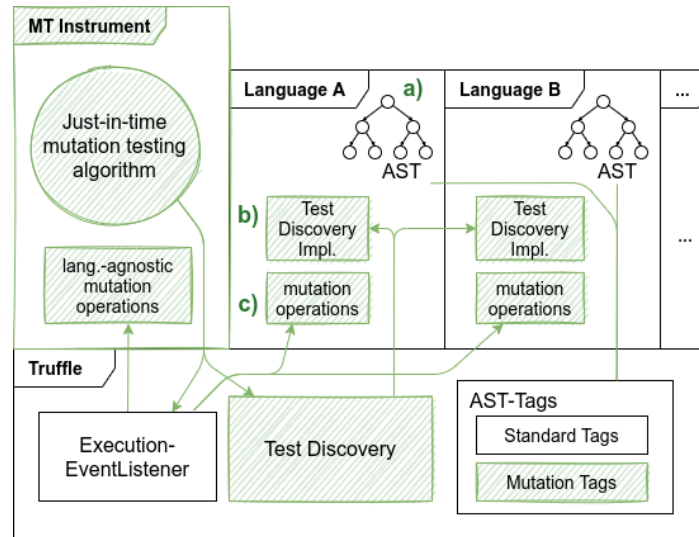 MT Instrument
Just-in-time
mutation testing
algorithm
lang.-agnostic
mutation
operations
Language A
a)
AST
b)
Test
Discovery
Impl.
c)
mutation
operations
Language B
AST
Test
Discovery
Impl.
mutation
operations
...
...
Truffle
Execution-
EventListener
Test Discovery
AST-Tags
Standard Tags
Mutation Tags